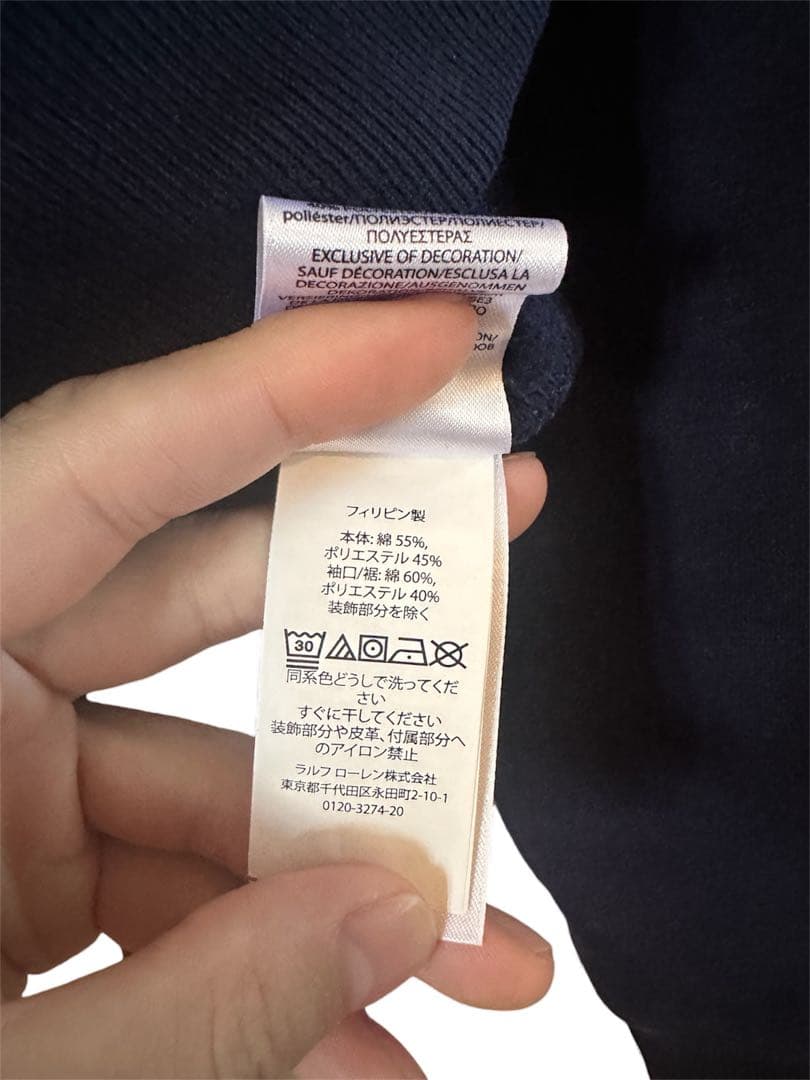 poliéster/ПОЛИЭСТЕР/ПОЛИЕСТЕР/
ΠΟΛΥΕΣΤΕΡΑΣ
EXCLUSIVE OF DECORATION/
SAUF DÉCORATION/ESCLUSA LA
DECORAZIONE/AUSGENOMMEN
フィリピン製
本体: 綿 55%,
ポリエステル 45%
袖口/裾: 綿 60%,
ポリエステル 40%
装飾部分を除く
30
同系色どうしで洗ってくだ
さい
すぐに干してください
装飾部分や皮革、付属部分へ
のアイロン禁止
ラルフ ローレン株式会社
東京都千代田区永田町2-10-1
0120-3274-20